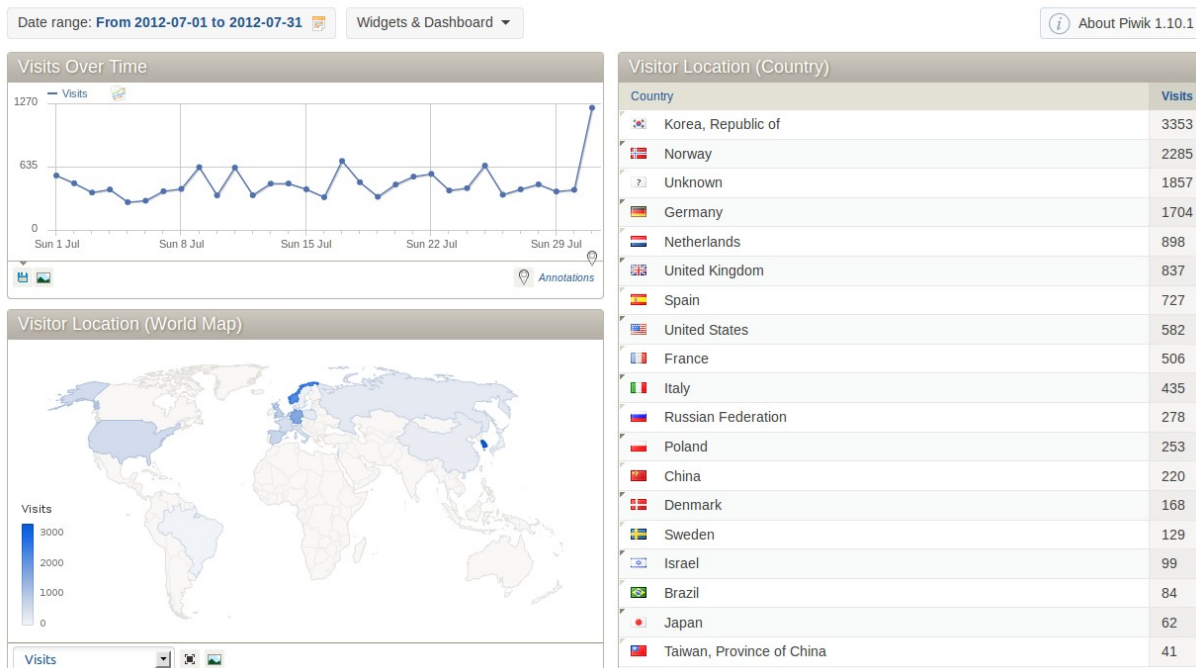 Date range: From 2012-07-01 to 2012-07-31
Widgets & Dashboard
About Piwik 1.10.1
Visits Over Time
Visits
1270
635
0
Sun 1 Jul
Sun 8 Jul
Sun 15 Jul
Sun 22 Jul
Sun 29 Jul
Annotations
Visitor Location (World Map)
Visits
3000
2000
1000
0
Visits
Visitor Location (Country)
Country Visits
Korea, Republic of 3353
Norway 2285
? Unknown 1857
Germany 1704
Netherlands 898
United Kingdom 837
Spain 727
United States 582
France 506
Italy 435
Russian Federation 278
Poland 253
China 220
Denmark 168
Sweden 129
Israel 99
Brazil 84
Japan 62
Taiwan, Province of China 41